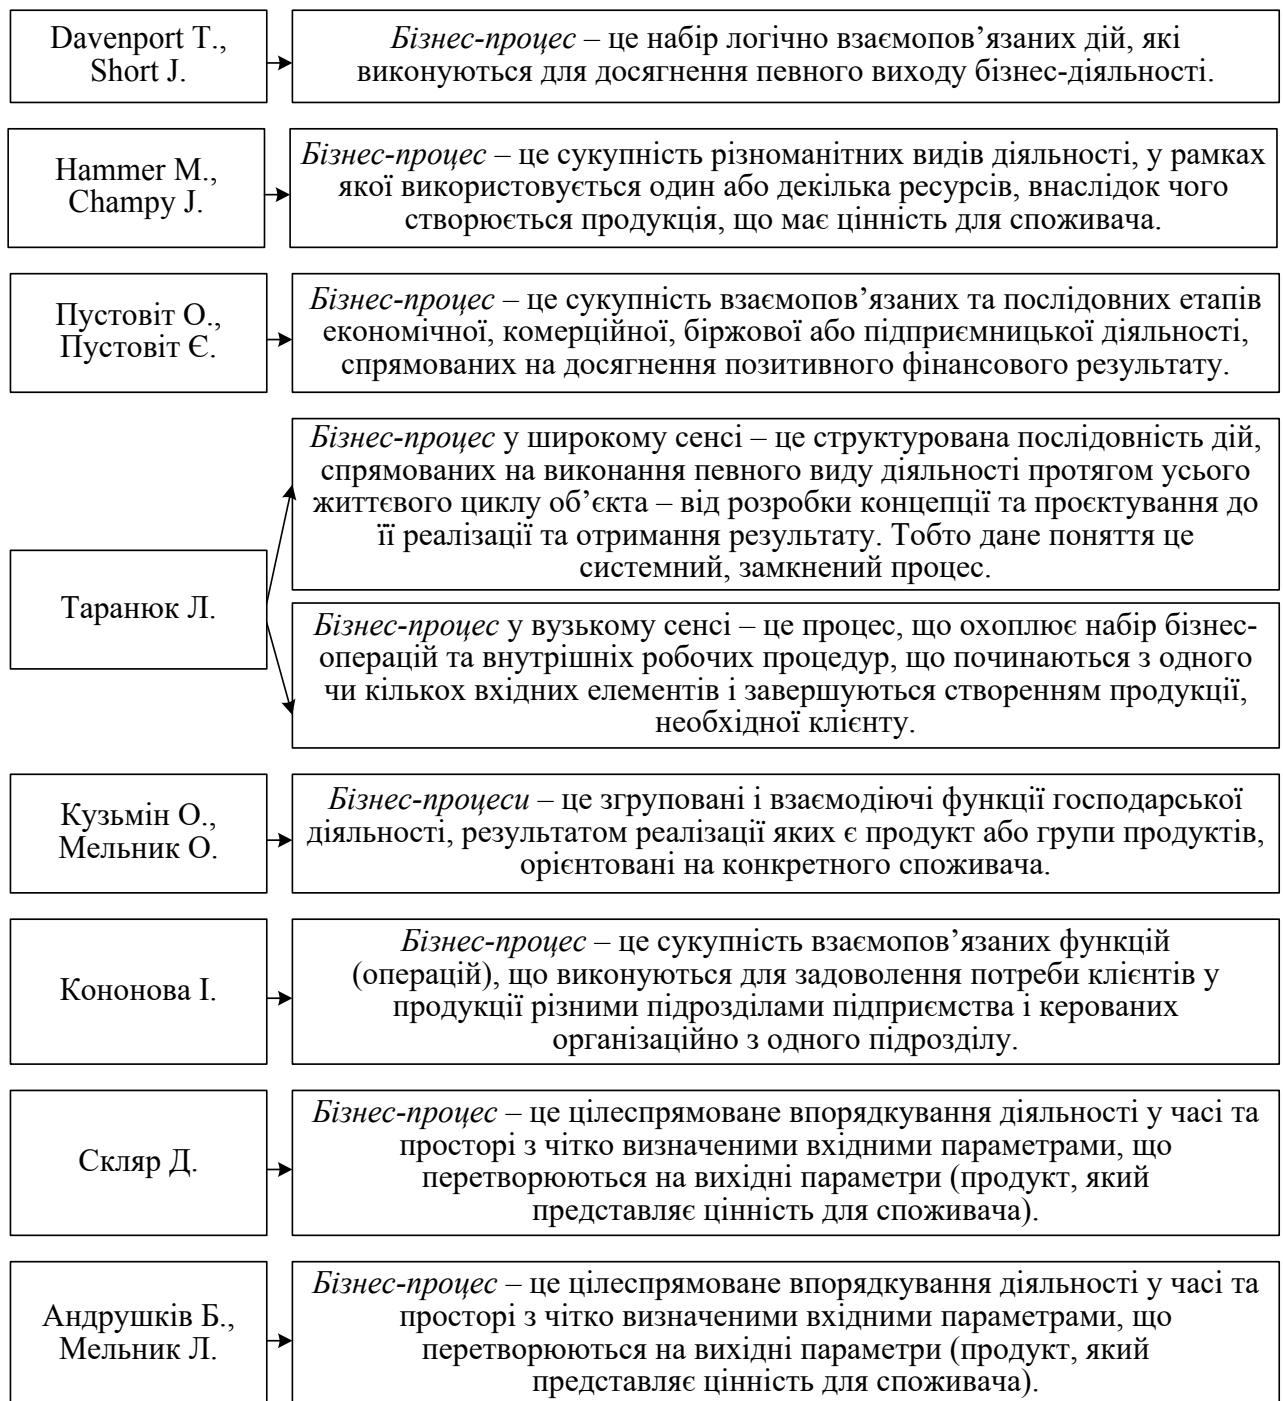 Davenport T.,
Short J.
Бізнес-процес – це набір логічно взаємопов’язаних дій, які
виконуються для досягнення певного виходу бізнес-діяльності.
Hammer M.,
Champy J.
Бізнес-процес – це сукупність різноманітних видів діяльності, у рамках
якої використовується один або декілька ресурсів, внаслідок чого
створюється продукція, що має цінність для споживача.
Пустовіт О.,
Пустовіт Є.
Бізнес-процес – це сукупність взаємопов’язаних та послідовних етапів
економічної, комерційної, біржової або підприємницької діяльності,
спрямованих на досягнення позитивного фінансового результату.
Таранюк Л.
Бізнес-процес у широкому сенсі – це структурована послідовність дій,
спрямованих на виконання певного виду діяльності протягом усього
життєвого циклу об’єкта – від розробки концепції та проєктування до
її реалізації та отримання результату. Тобто дане поняття це
системний, замкнений процес.
Бізнес-процес у вузькому сенсі – це процес, що охоплює набір бізнес-
операцій та внутрішніх робочих процедур, що починаються з одного
чи кількох вхідних елементів і завершуються створенням продукції,
необхідної клієнту.
Кузьмін О.,
Мельник О.
Бізнес-процеси – це згруповані і взаємодіючі функції господарської
діяльності, результатом реалізації яких є продукт або групи продуктів,
орієнтовані на конкретного споживача.
Кононова І.
Бізнес-процес – це сукупність взаємопов’язаних функцій
(операцій), що виконуються для задоволення потреби клієнтів у
продукції різними підрозділами підприємства і керованих
організаційно з одного підрозділу.
Скляр Д.
Бізнес-процес – це цілеспрямоване впорядкування діяльності у часі та
просторі з чітко визначеними вхідними параметрами, що
перетворюються на вихідні параметри (продукт, який
представляє цінність для споживача).
Андрушків Б.,
Мельник Л.
Бізнес-процес – це цілеспрямоване впорядкування діяльності у часі та
просторі з чітко визначеними вхідними параметрами, що
перетворюються на вихідні параметри (продукт, який
представляє цінність для споживача).